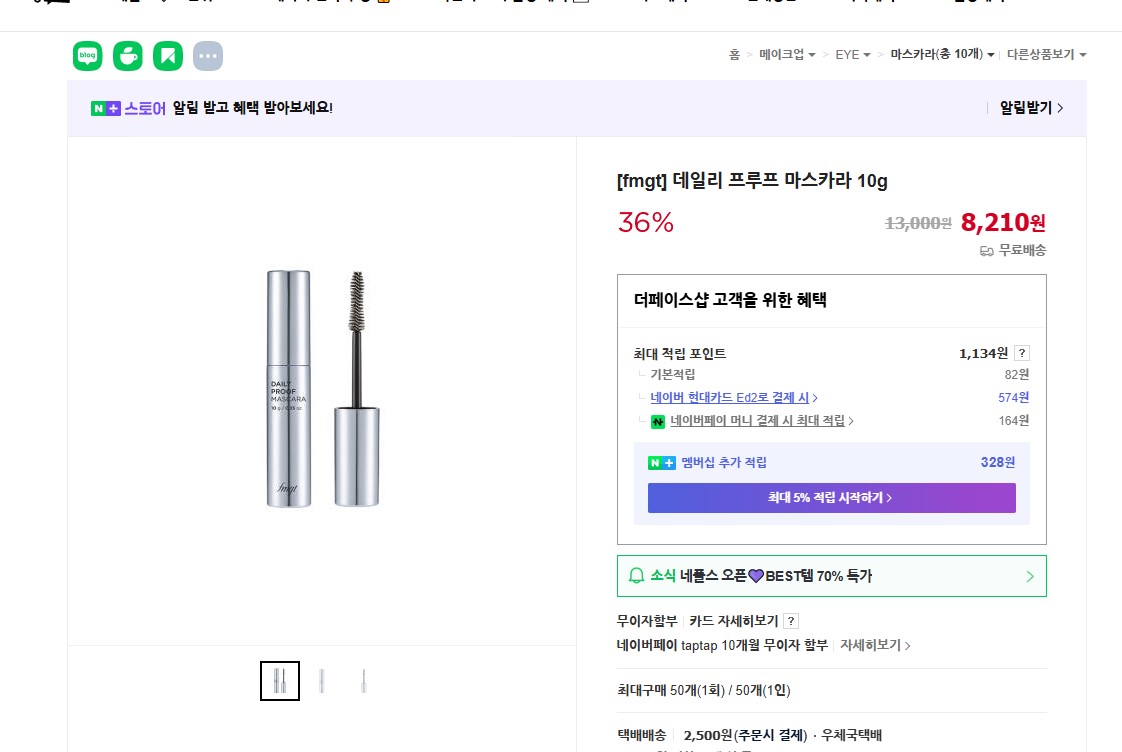 blog
홈 > 메이크업 > EYE > 마스카라(총 10개) 다른상품보기
N+ 스토어 알림 받고 혜택 받아보세요!
알림받기 >
[fmgt] 데일리 프루프 마스카라 10g
36% 13,000원 8,210원
무료배송
더페이스샵 고객을 위한 혜택
최대 적립 포인트 1,134원 ?
기본적립 82원
네이버 현대카드 Ed2로 결제 시 > 574원
N 네이버페이 머니 결제 시 최대 적립 > 164원
N+ 멤버십 추가 적립 328원
최대 5% 적립 시작하기 >
소식 네플스 오픈💜BEST템 70% 특가 >
무이자할부 카드 자세히보기 ?
네이버페이 taptap 10개월 무이자 할부 자세히보기 >
최대구매 50개(1회) / 50개(1인)
택배배송 2,500원(주문시 결제) · 우체국택배
DAILY
PROOF
MASCARA
10 g / 0.35 oz.
fmgt